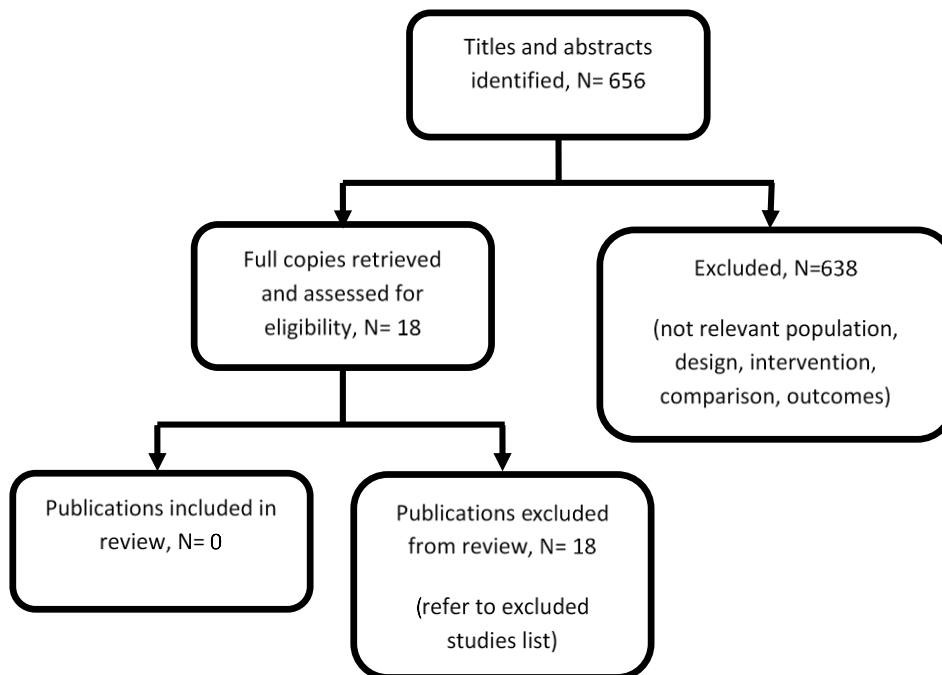 Titles and abstracts
identified, N= 656
Full copies retrieved
and assessed for
eligibility, N= 18
Excluded, N=638
(not relevant population,
design, intervention,
comparison, outcomes)
Publications included in
review, N= 0
Publications excluded
from review, N= 18
(refer to excluded
studies list)